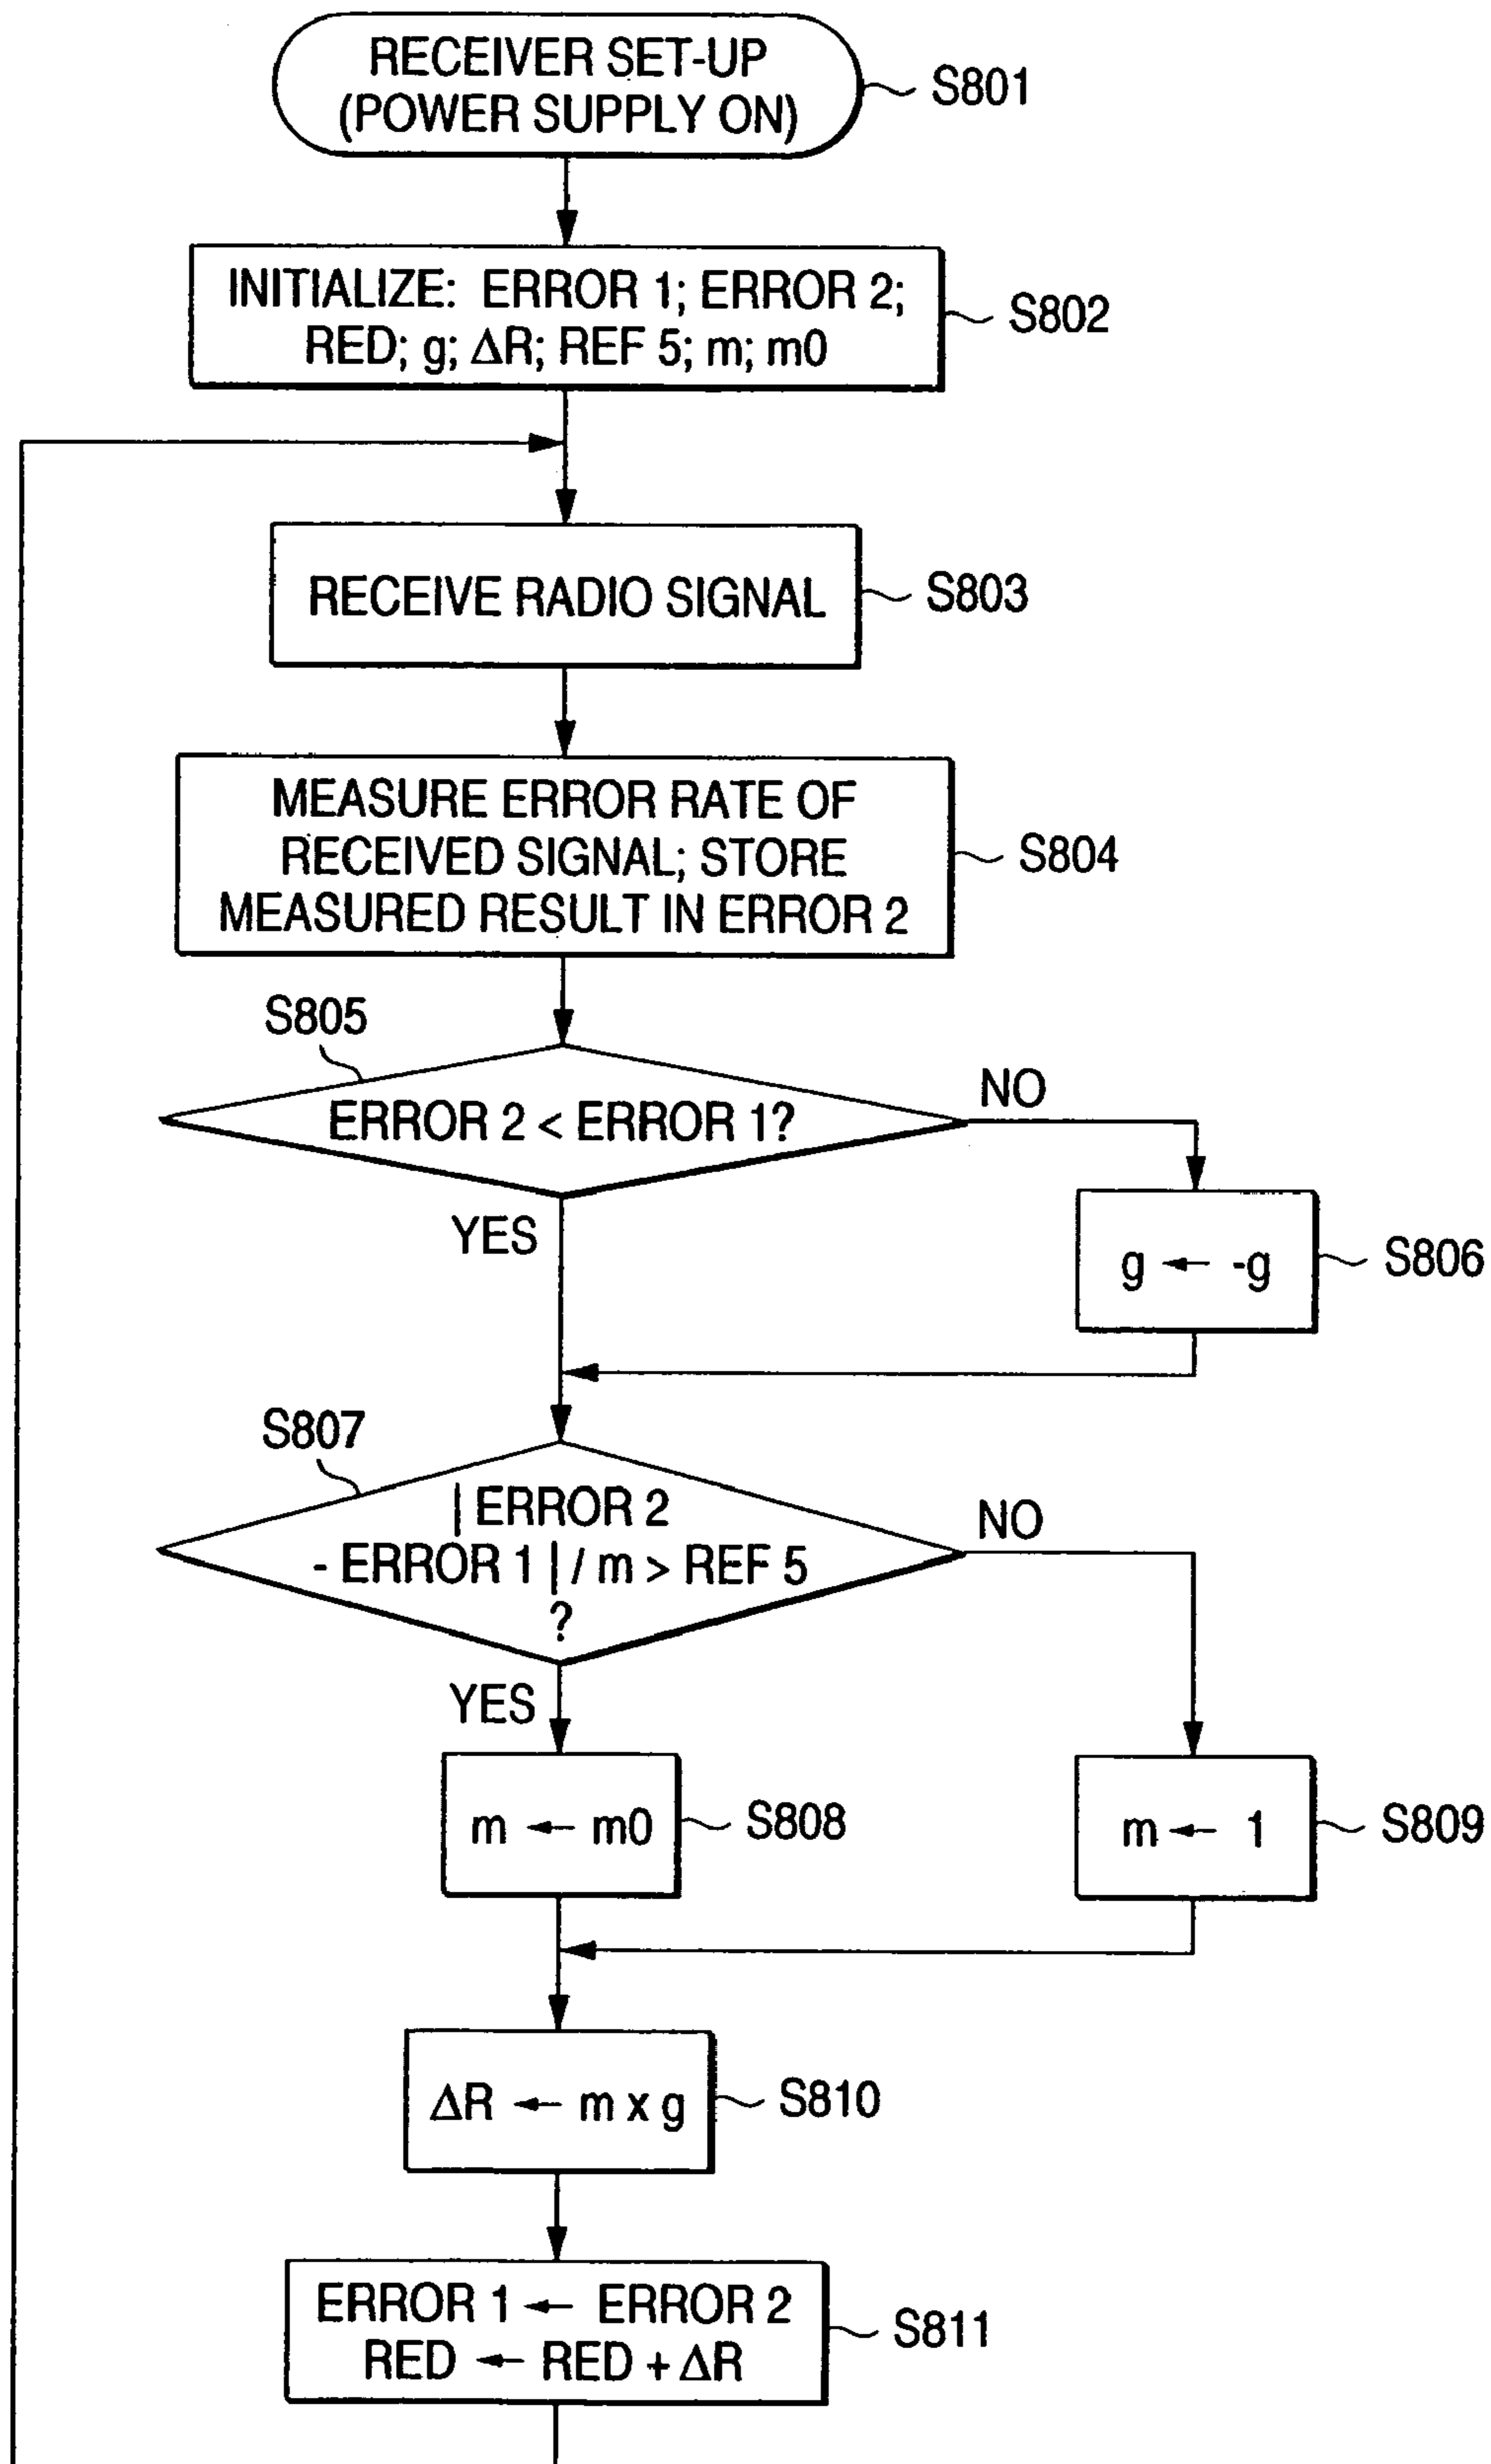 RECEIVER SET-UP
(POWER SUPPLY ON)
S801
INITIALIZE: ERROR 1; ERROR 2;
RED; g; ΔR; REF 5; m; m0
S802
RECEIVE RADIO SIGNAL
S803
MEASURE ERROR RATE OF
RECEIVED SIGNAL; STORE
MEASURED RESULT IN ERROR 2
S804
S805
ERROR 2 < ERROR 1?
NO
YES
g ← -g
S806
S807
| ERROR 2
- ERROR 1 | / m > REF 5
?
NO
YES
m ← m0
S808
m ← 1
S809
ΔR ← m x g
S810
ERROR 1 ← ERROR 2
RED ← RED + ΔR
S811